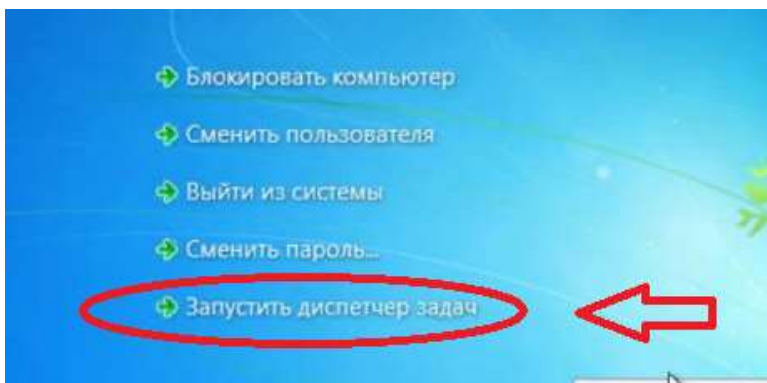 Блокировать компьютер
Сменить пользователя
Выйти из системы
Сменить пароль...
Запустить диспетчер задач